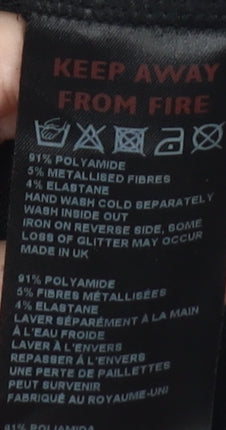 KEEP AWAY
FROM FIRE
91% POLYAMIDE
5% METALLISED FIBRES
4% ELASTANE
HAND WASH COLD SEPARATELY
WASH INSIDE OUT
IRON ON REVERSE SIDE, SOME
LOSS OF GLITTER MAY OCCUR
MADE IN UK
91% POLYAMIDE
5% FIBRES MÉTALLISÉES
4% ELASTANE
LAVER SÉPARÉMENT À LA MAIN
À L'EAU FROIDE
LAVER À L'ENVERS
REPASSER À L'ENVERS
UNE PERTE DE PAILLETTES
PEUT SURVENIR
FABRIQUÉ AU ROYAUME-UNI